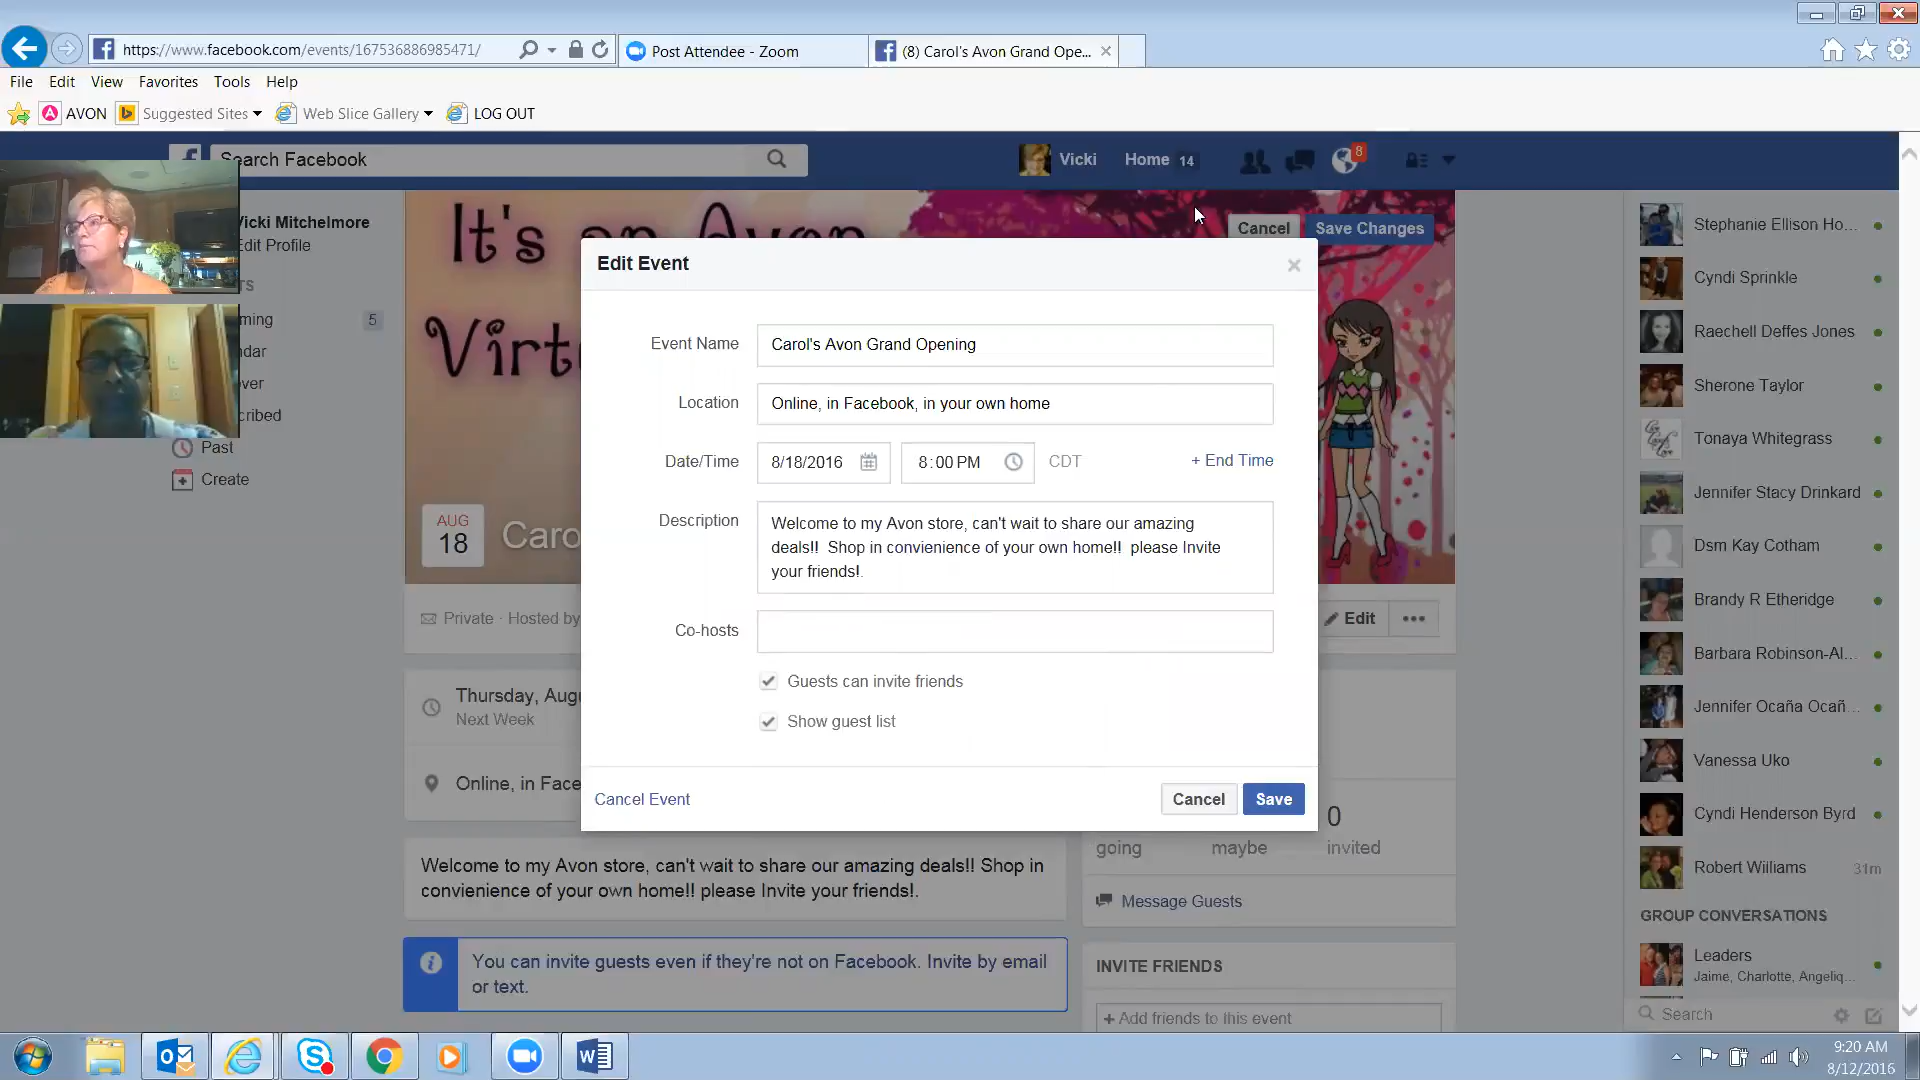 https://www.facebook.com/events/167536886985471/
Post Attendee - Zoom
(8) Carol's Avon Grand Ope...
File Edit View Favorites Tools Help
AVON Suggested Sites Web Slice Gallery LOG OUT
Search Facebook
Vicki Home 14
8
Vicki Mitchelmore
Edit Profile
5
Past
Create
It's an Avon
Cancel Save Changes
AUG
18
Caro
Private · Hosted by
Edit
Thursday, Aug
Next Week
Online, in Face
Edit Event
Event Name Carol's Avon Grand Opening
Location Online, in Facebook, in your own home
Date/Time 8/18/2016 8:00PM CDT + End Time
Description Welcome to my Avon store, can't wait to share our amazing
deals!! Shop in convienience of your own home!! please Invite
your friends!.
Co-hosts
Guests can invite friends
Show guest list
Cancel Event Cancel Save
0
going maybe invited
Message Guests
Welcome to my Avon store, can't wait to share our amazing deals!! Shop in
convienience of your own home!! please Invite your friends!.
You can invite guests even if they're not on Facebook. Invite by email
or text.
INVITE FRIENDS
+ Add friends to this event
Stephanie Ellison Ho...
Cyndi Sprinkle
Raechell Deffes Jones
Sherone Taylor
Tonaya Whitegrass
Jennifer Stacy Drinkard
Dsm Kay Cotham
Brandy R Etheridge
Barbara Robinson-Al...
Jennifer Ocaña Ocañ...
Vanessa Uko
Cyndi Henderson Byrd
Robert Williams 31m
GROUP CONVERSATIONS
Leaders
Jaime, Charlotte, Angeliq...
Search
9:20 AM
8/12/2016